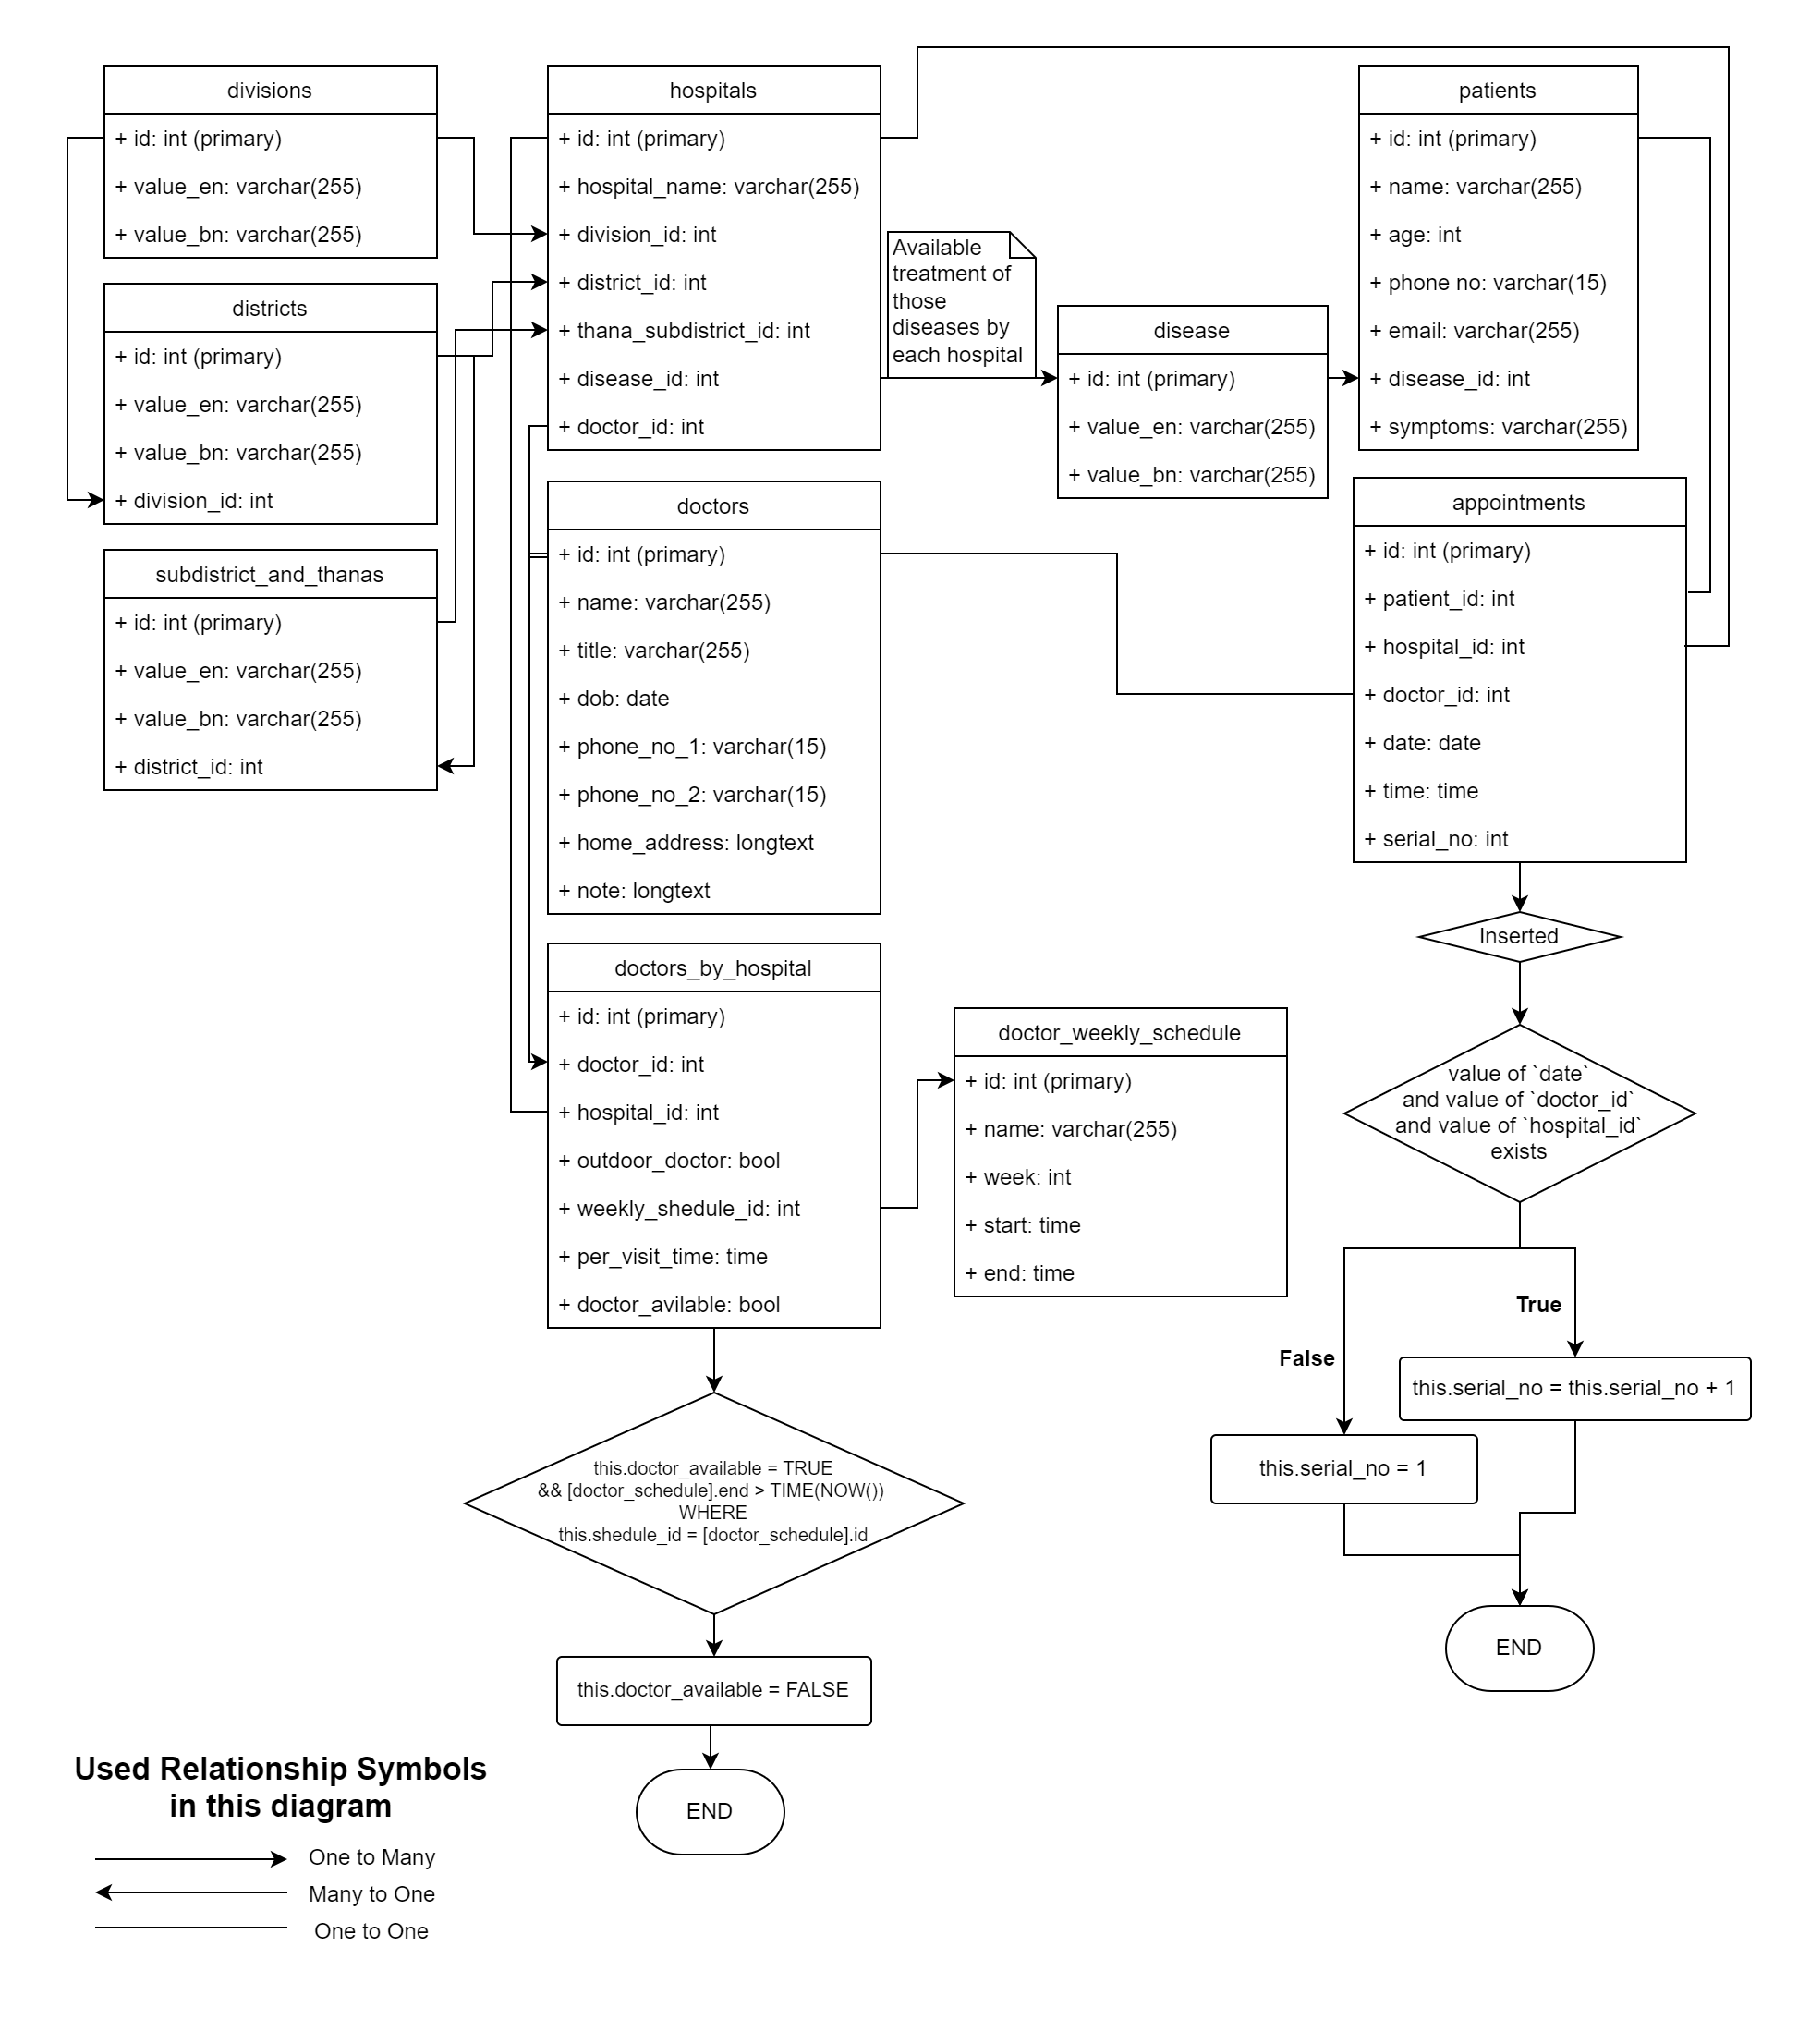 divisions
+ id: int (primary)
+ value_en: varchar(255)
+ value_bn: varchar(255)
districts
+ id: int (primary)
+ value_en: varchar(255)
+ value_bn: varchar(255)
+ division_id: int
subdistrict_and_thanas
+ id: int (primary)
+ value_en: varchar(255)
+ value_bn: varchar(255)
+ district_id: int
hospitals
+ id: int (primary)
+ hospital_name: varchar(255)
+ division_id: int
+ district_id: int
+ thana_subdistrict_id: int
+ disease_id: int
+ doctor_id: int
Available
treatment of
those
diseases by
each hospital
disease
+ id: int (primary)
+ value_en: varchar(255)
+ value_bn: varchar(255)
patients
+ id: int (primary)
+ name: varchar(255)
+ age: int
+ phone no: varchar(15)
+ email: varchar(255)
+ disease_id: int
+ symptoms: varchar(255)
doctors
+ id: int (primary)
+ name: varchar(255)
+ title: varchar(255)
+ dob: date
+ phone_no_1: varchar(15)
+ phone_no_2: varchar(15)
+ home_address: longtext
+ note: longtext
appointments
+ id: int (primary)
+ patient_id: int
+ hospital_id: int
+ doctor_id: int
+ date: date
+ time: time
+ serial_no: int
doctors_by_hospital
+ id: int (primary)
+ doctor_id: int
+ hospital_id: int
+ outdoor_doctor: bool
+ weekly_shedule_id: int
+ per_visit_time: time
+ doctor_avilable: bool
doctor_weekly_schedule
+ id: int (primary)
+ name: varchar(255)
+ week: int
+ start: time
+ end: time
Inserted
value of `date`
and value of `doctor_id`
and value of `hospital_id`
exists
True
False
this.serial_no = this.serial_no + 1
this.serial_no = 1
END
this.doctor_available = TRUE
&& [doctor_schedule].end > TIME(NOW())
WHERE
this.shedule_id = [doctor_schedule].id
this.doctor_available = FALSE
END
Used Relationship Symbols
in this diagram
One to Many
Many to One
One to One